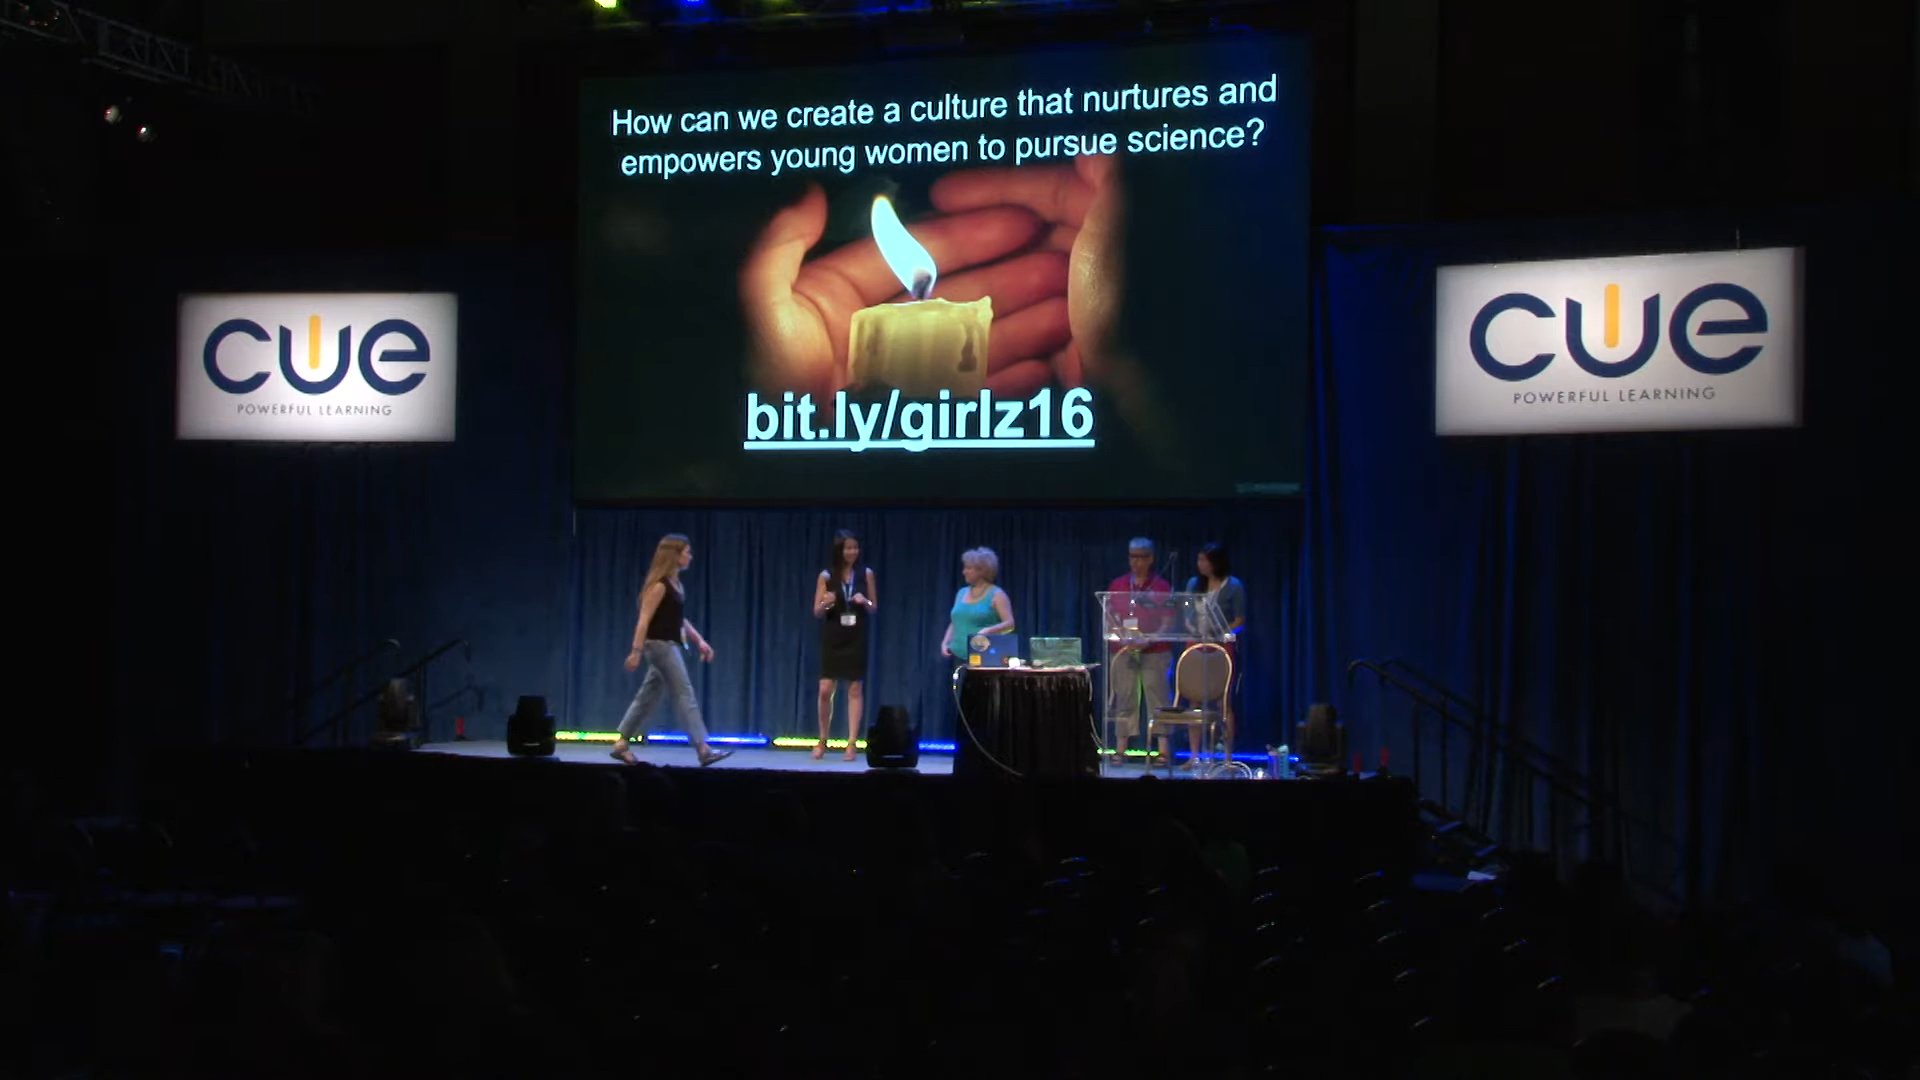 How can we create a culture that nurtures and
empowers young women to pursue science?
bit.ly/girlz16
cue
POWERFUL LEARNING
cue
POWERFUL LEARNING